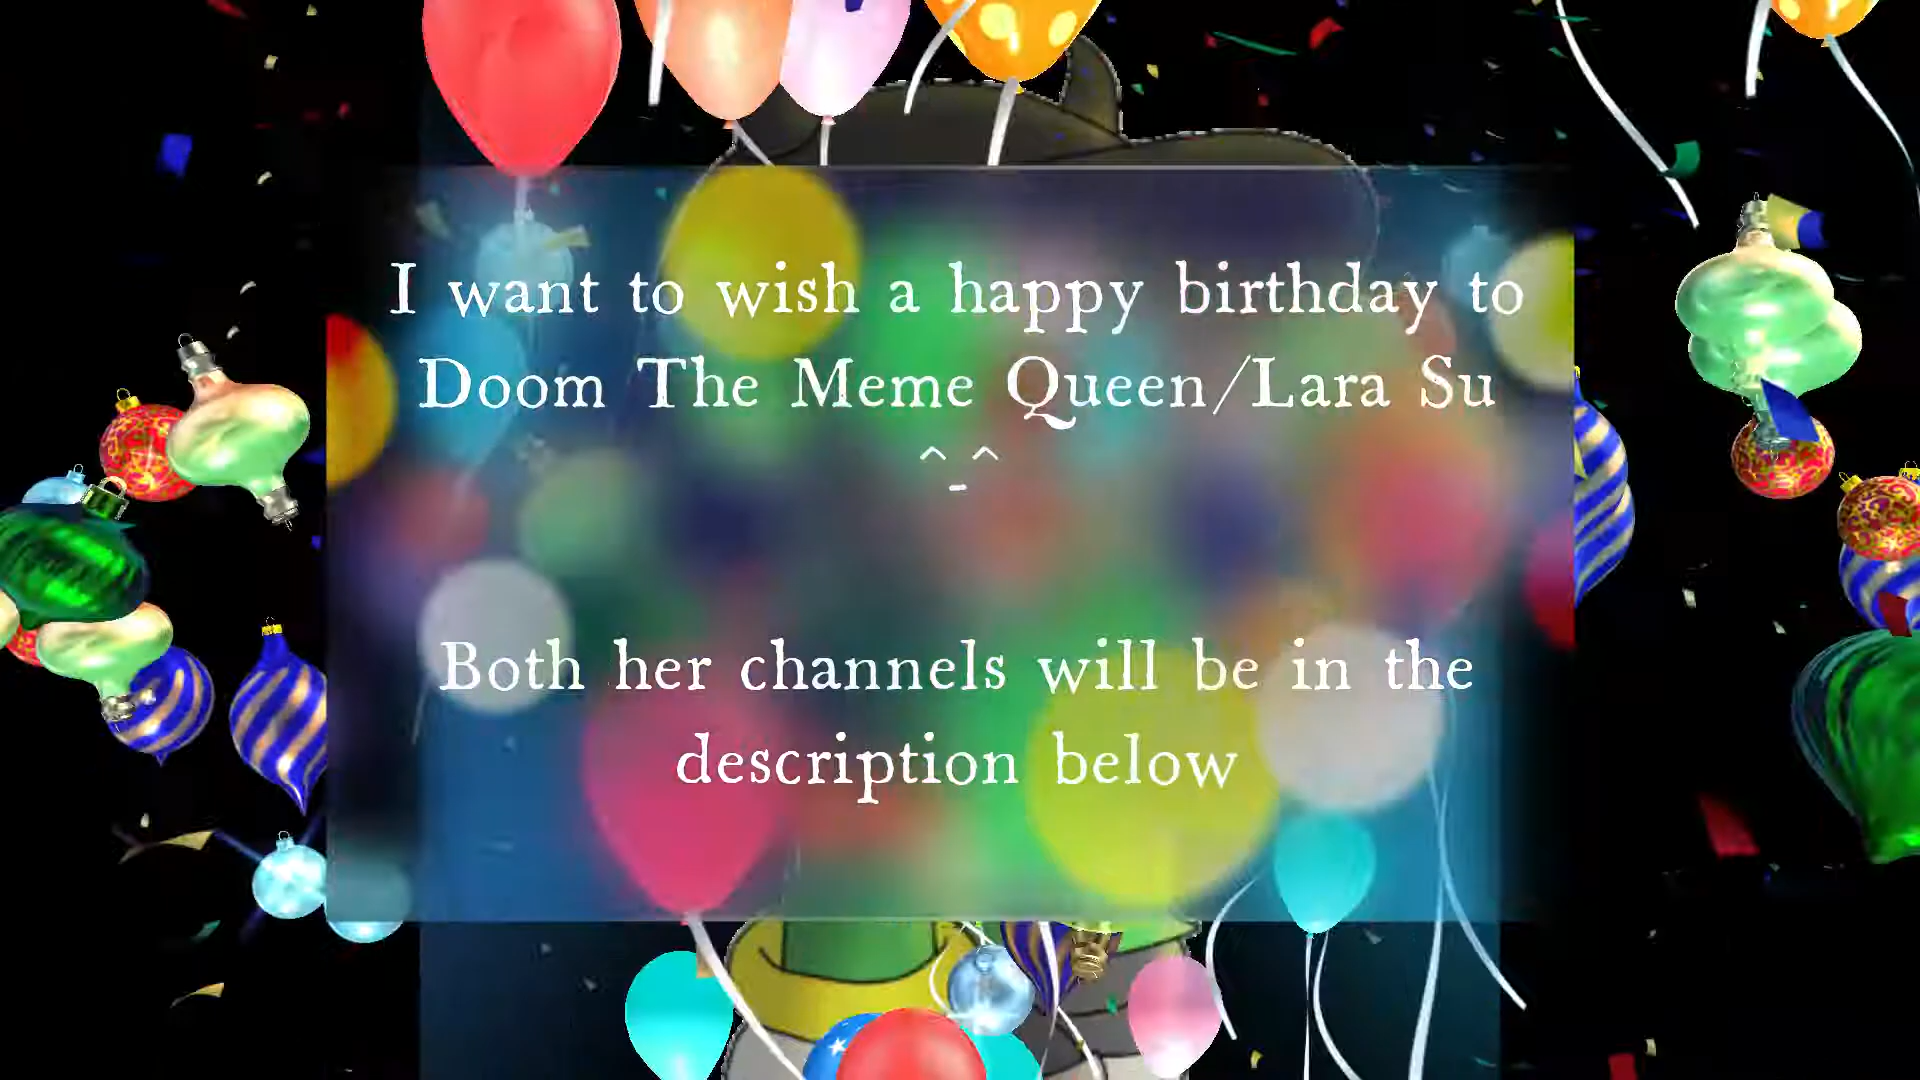 I want to wish a happy birthday to
Doom The Meme Queen/Lara Su
^_^
Both her channels will be in the
description below